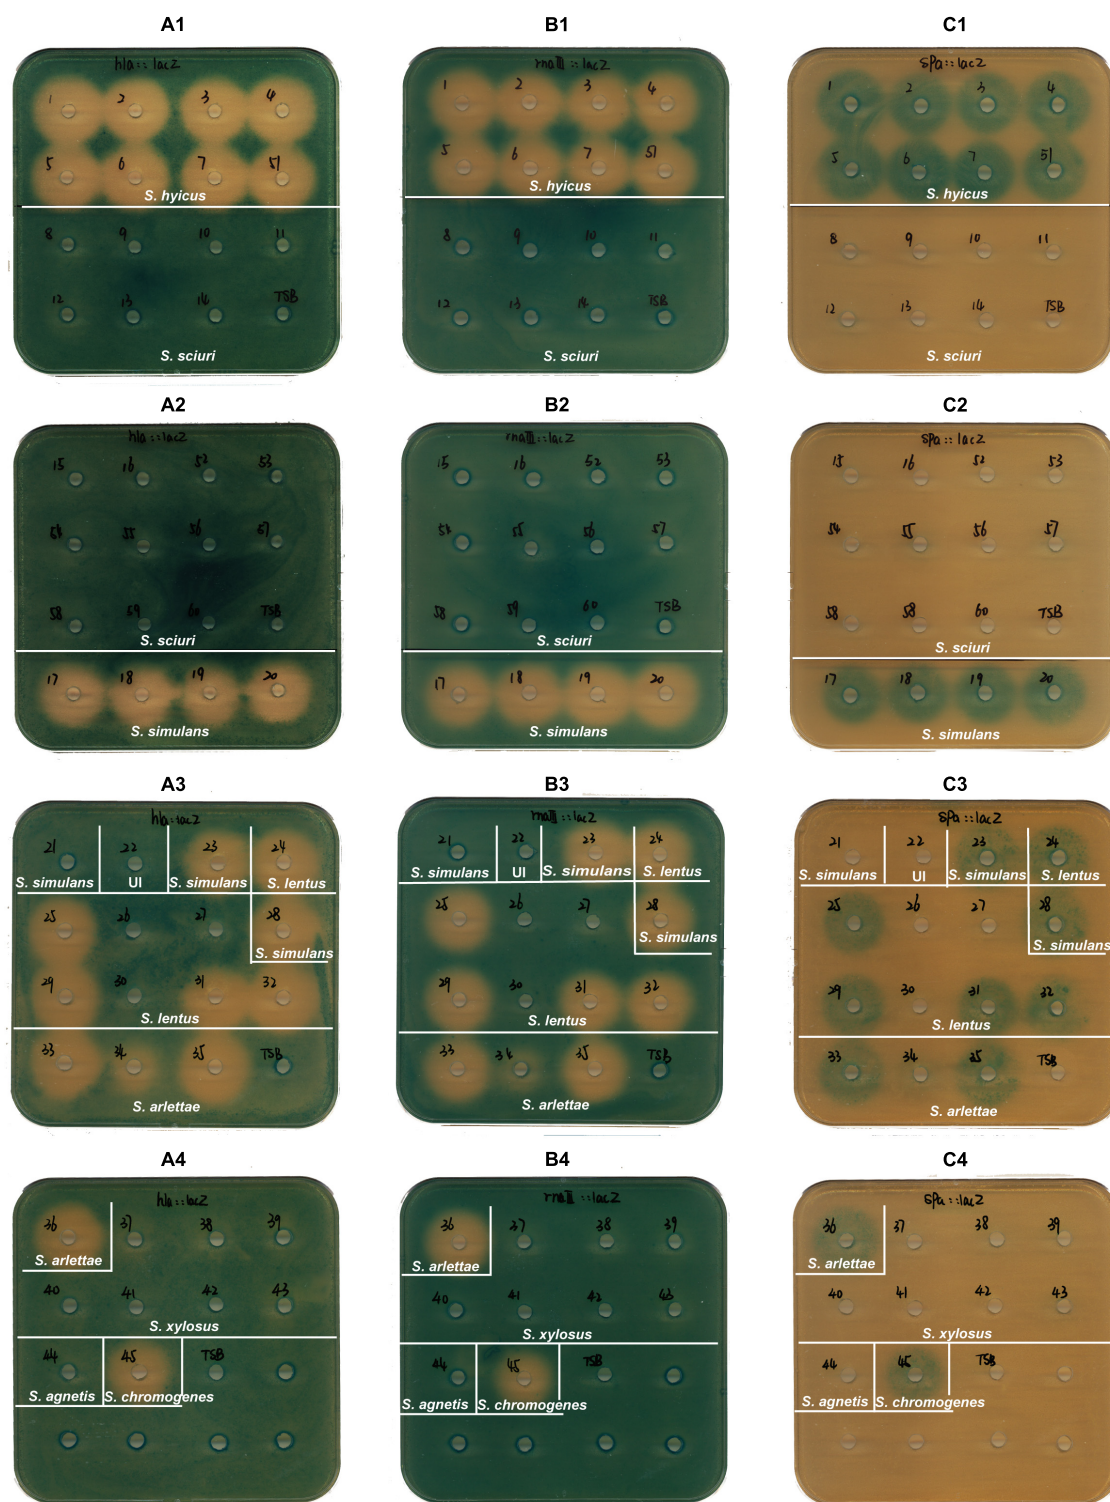 A1 B1 C1
hla::lacZ rnaIII::lacZ spa::lacZ
1 2 3 4 1 2 3 4 1 2 3 4
5 6 7 51 5 6 7 51 5 6 7 51
S. hyicus S. hyicus S. hyicus
8 9 10 11 8 9 10 11 8 9 10 11
12 13 14 TSB 12 13 14 TSB 12 13 14 TSB
S. sciuri S. sciuri S. sciuri
A2 B2 C2
hla::lacZ rnaIII::lacZ spa::lacZ
15 16 52 53 15 16 52 53 15 16 52 53
54 55 56 57 54 55 56 57 54 55 56 57
58 59 60 TSB 58 59 60 TSB 58 58 60 TSB
S. sciuri S. sciuri S. sciuri
17 18 19 20 17 18 19 20 17 18 19 20
S. simulans S. simulans S. simulans
A3 B3 C3
hla::lacZ rnaIII::lacZ spa::lacZ
21 22 23 24 21 22 23 24 21 22 23 24
S. simulans UI S. simulans S. lentus S. simulans UI S. simulans S. lentus S. simulans UI S. simulans S. lentus
25 26 27 28 25 26 27 28 25 26 27 28
S. simulans S. simulans S. simulans
29 30 31 32 29 30 31 32 29 30 31 32
S. lentus S. lentus S. lentus
33 34 35 TSB 33 34 35 TSB 33 34 35 TSB
S. arlettae S. arlettae S. arlettae
A4 B4 C4
hla::lacZ rnaIII::lacZ spa::lacZ
36 37 38 39 36 37 38 39 36 37 38 39
S. arlettae S. arlettae S. arlettae
40 41 42 43 40 41 42 43 40 41 42 43
S. xylosus S. xylosus S. xylosus
44 45 TSB 44 45 TSB 44 45 TSB
S. agnetis S. chromogenes S. agnetis S. chromogenes S. agnetis S. chromogenes